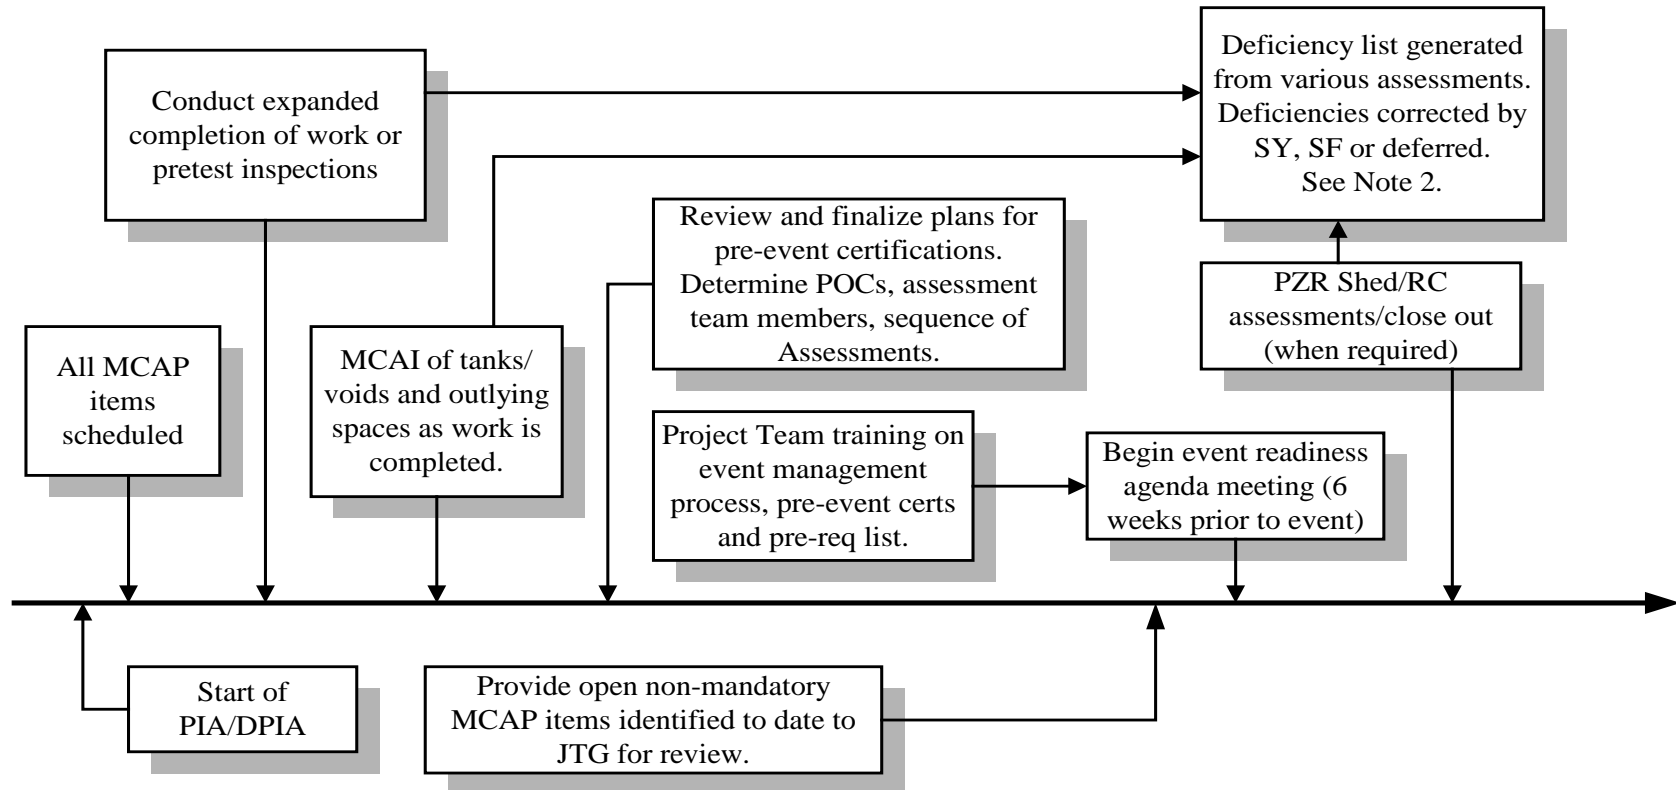 Conduct expanded
completion of work or
pretest inspections
Deficiency list generated
from various assessments.
Deficiencies corrected by
SY, SF or deferred.
See Note 2.
Review and finalize plans for
pre-event certifications.
Determine POCs, assessment
team members, sequence of
Assessments.
PZR Shed/RC
assessments/close out
(when required)
All MCAP
items
scheduled
MCAI of tanks/
voids and outlying
spaces as work is
completed.
Project Team training on
event management
process, pre-event certs
and pre-req list.
Begin event readiness
agenda meeting (6
weeks prior to event)
Start of
PIA/DPIA
Provide open non-mandatory
MCAP items identified to date to
JTG for review.